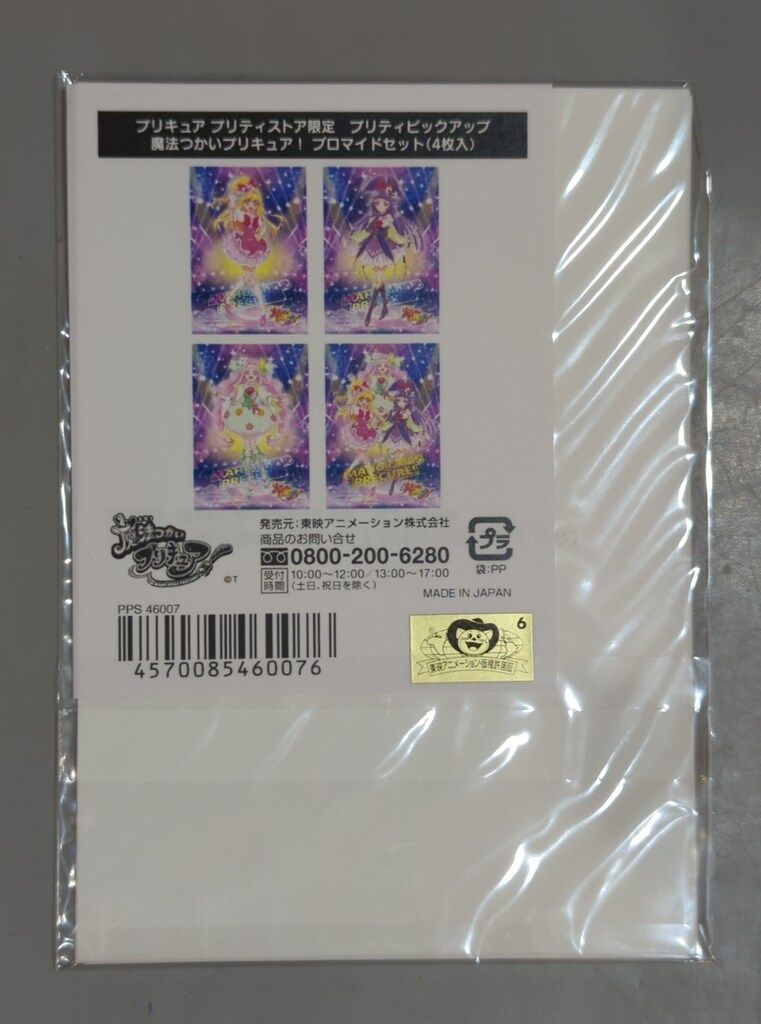 プリキュア プリティストア限定 プリティピックアップ
魔法つかいプリキュア! ブロマイドセット(4枚入)
魔法つかい
プリキュア!
©T
発売元:東映アニメーション株式会社
商品のお問い合せ
0800-200-6280
受付時間 10:00〜12:00/13:00〜17:00
(土日、祝日を除く)
プラ
袋:PP
MADE IN JAPAN
PPS 46007
4570085460076
6
東映アニメーション・版権許諾証